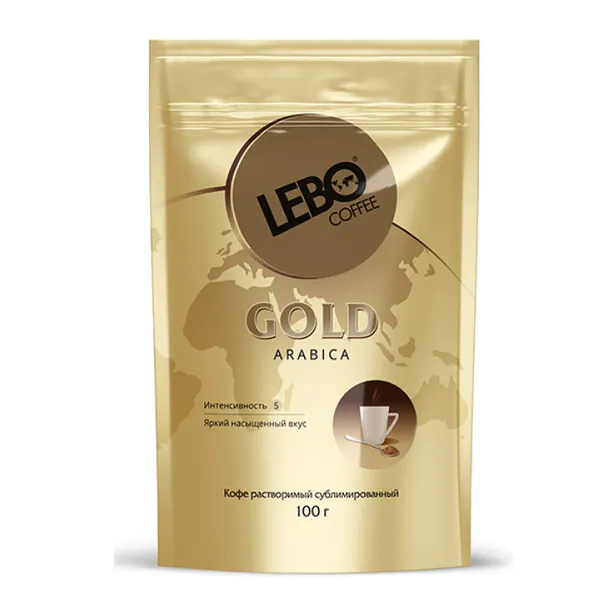 LEBO®
COFFEE
GOLD
ARABICA
Интенсивность 5
Яркий насыщенный вкус
Кофе растворимый сублимированный
100 г